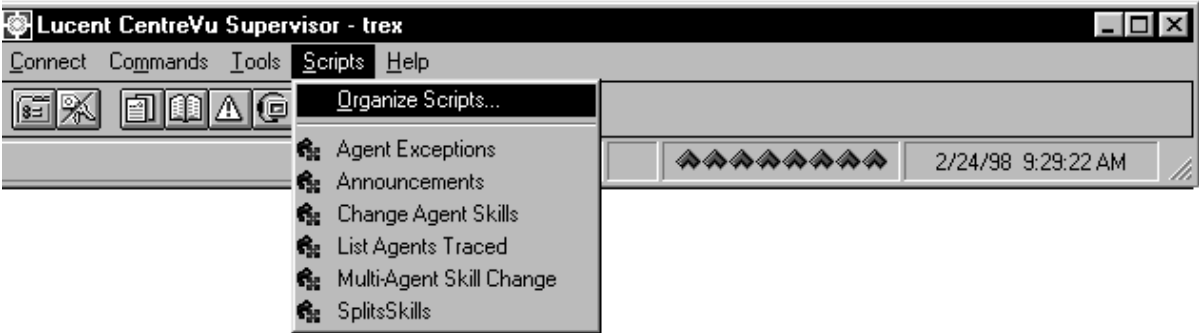 Lucent CentreVu Supervisor - trex
Connect Commands Tools Scripts Help
Organize Scripts...
Agent Exceptions
2/24/98 9:29:22 AM
Announcements
Change Agent Skills
List Agents Traced
Multi-Agent Skill Change
SplitsSkills